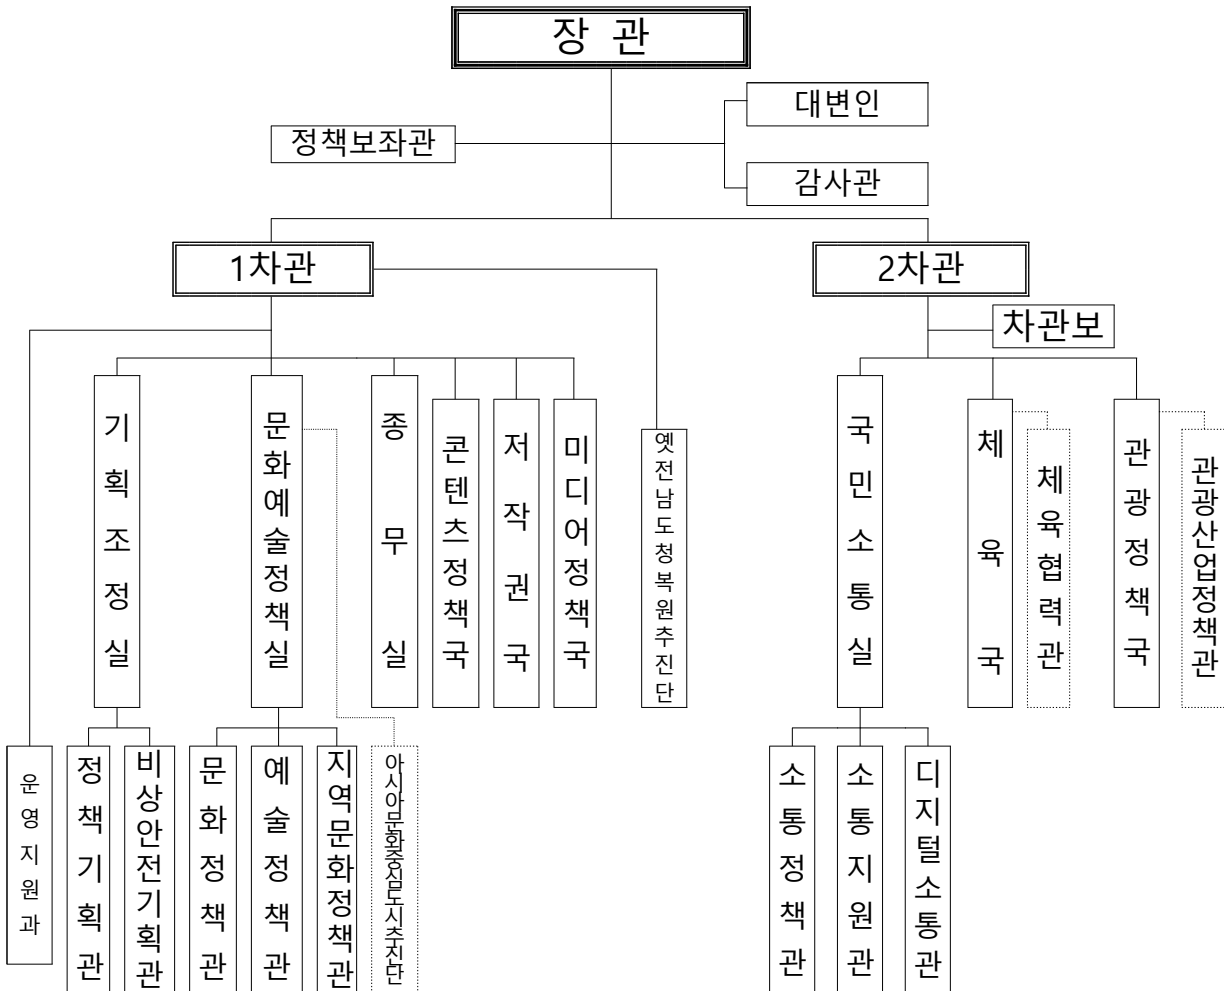 장 관
대변인
정책보좌관
감사관
1차관
2차관
차관보
기획조정실
문화예술정책실
종무실
콘텐츠정책국
저작권국
미디어정책국
옛전남도청복원추진단
국민소통실
체육국
체육협력관
관광정책국
관광산업정책관
운영지원과
정책기획관
비상안전기획관
문화정책관
예술정책관
지역문화정책관
아시아문화중심도시추진단
소통정책관
소통지원관
디지털소통관